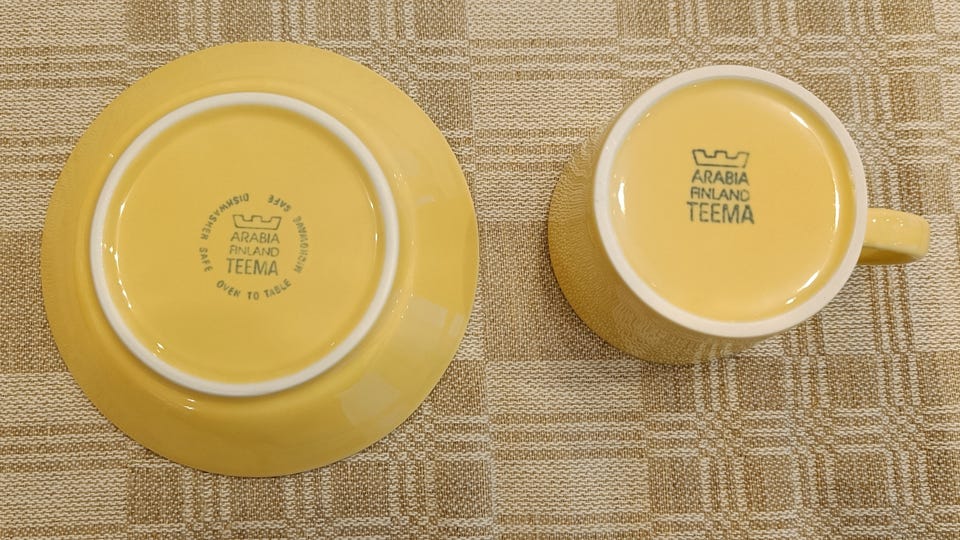 DISHWASHER SAFE
MICROWAVE SAFE
ARABIA
FINLAND
TEEMA
OVEN TO TABLE
ARABIA
FINLAND
TEEMA